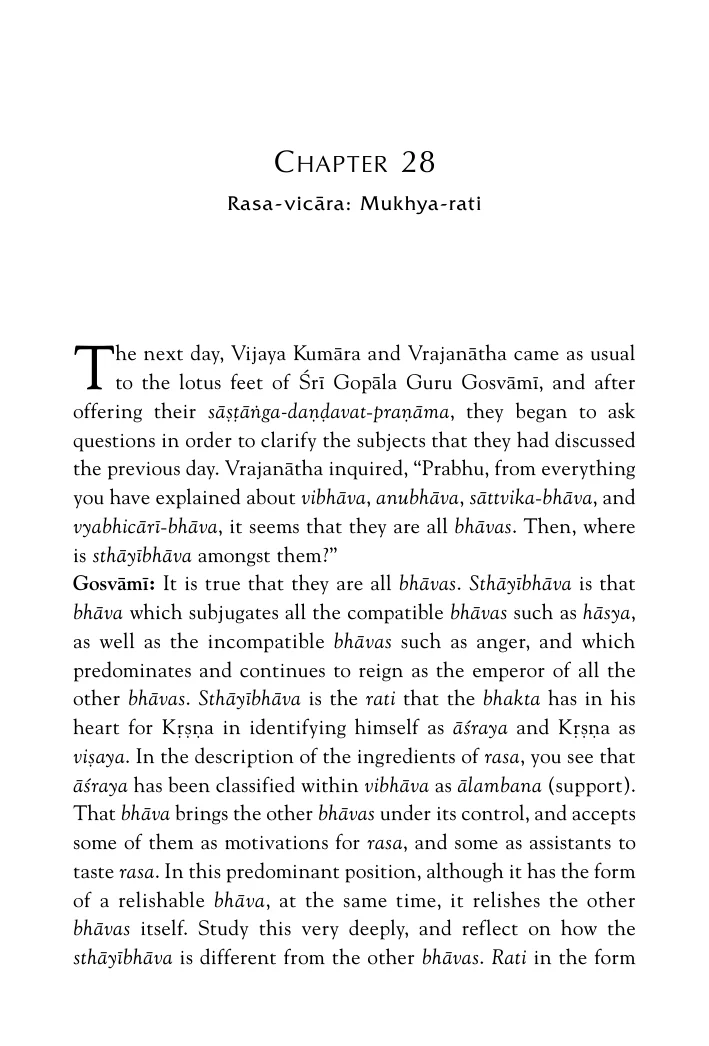 CHAPTER 28
Rasa-vicāra: Mukhya-rati
The next day, Vijaya Kumāra and Vrajanātha came as usual
to the lotus feet of Śrī Gopāla Guru Gosvāmī, and after
offering their sāṣṭāṅga-daṇḍavat-praṇāma, they began to ask
questions in order to clarify the subjects that they had discussed
the previous day. Vrajanātha inquired, “Prabhu, from everything
you have explained about vibhāva, anubhāva, sāttvika-bhāva, and
vyabhicārī-bhāva, it seems that they are all bhāvas. Then, where
is sthāyībhāva amongst them?”
Gosvāmī: It is true that they are all bhāvas. Sthāyībhāva is that
bhāva which subjugates all the compatible bhāvas such as hāsya,
as well as the incompatible bhāvas such as anger, and which
predominates and continues to reign as the emperor of all the
other bhāvas. Sthāyībhāva is the rati that the bhakta has in his
heart for Kṛṣṇa in identifying himself as āśraya and Kṛṣṇa as
viṣaya. In the description of the ingredients of rasa, you see that
āśraya has been classified within vibhāva as ālambana (support).
That bhāva brings the other bhāvas under its control, and accepts
some of them as motivations for rasa, and some as assistants to
taste rasa. In this predominant position, although it has the form
of a relishable bhāva, at the same time, it relishes the other
bhāvas itself. Study this very deeply, and reflect on how the
sthāyībhāva is different from the other bhāvas. Rati in the form